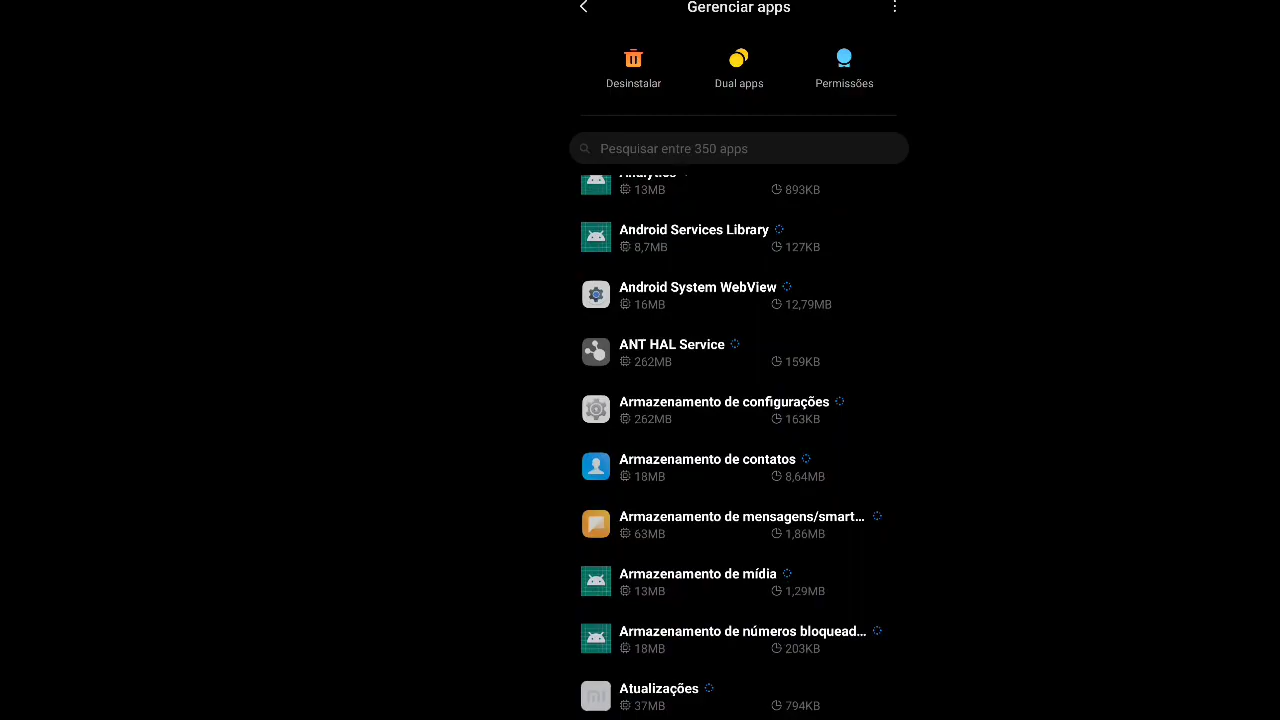 Gerenciar apps
Desinstalar
Dual apps
Permissões
Pesquisar entre 350 apps
Analytics
13MB
893KB
Android Services Library
8,7MB
127KB
Android System WebView
16MB
12,79MB
ANT HAL Service
262MB
159KB
Armazenamento de configurações
262MB
163KB
Armazenamento de contatos
18MB
8,64MB
Armazenamento de mensagens/smart...
63MB
1,86MB
Armazenamento de mídia
13MB
1,29MB
Armazenamento de números bloquead...
18MB
203KB
Atualizações
37MB
794KB